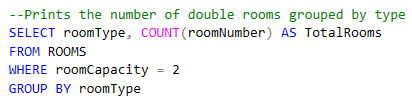 --Prints the number of double rooms grouped by type
SELECT roomType, COUNT(roomNumber) AS TotalRooms
FROM ROOMS
WHERE roomCapacity = 2
GROUP BY roomType